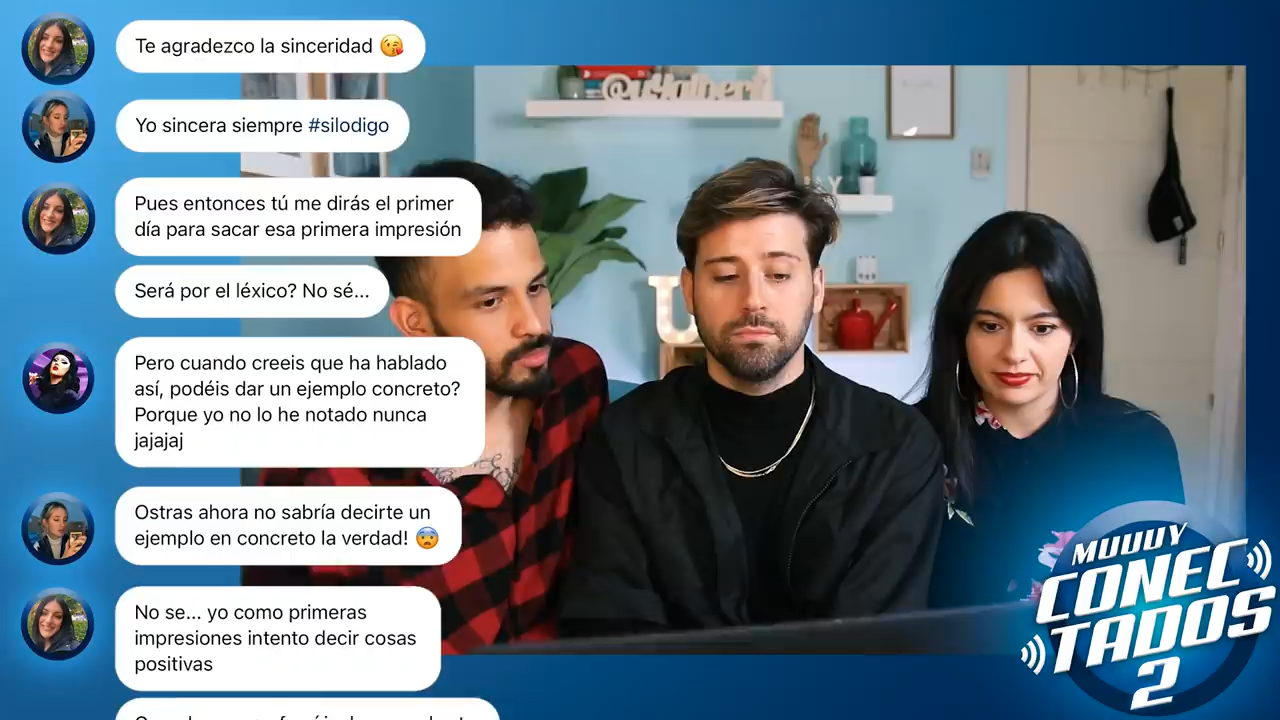 Te agradezco la sinceridad 😘
Yo sincera siempre #silodigo
Pues entonces tú me dirás el primer
día para sacar esa primera impresión
Será por el léxico? No sé...
Pero cuando creeis que ha hablado
así, podéis dar un ejemplo concreto?
Porque yo no lo he notado nunca
jajajaj
Ostras ahora no sabría decirte un
ejemplo en concreto la verdad! 😨
No se... yo como primeras
impresiones intento decir cosas
positivas
MUUUY
CONEC
TADOS
2